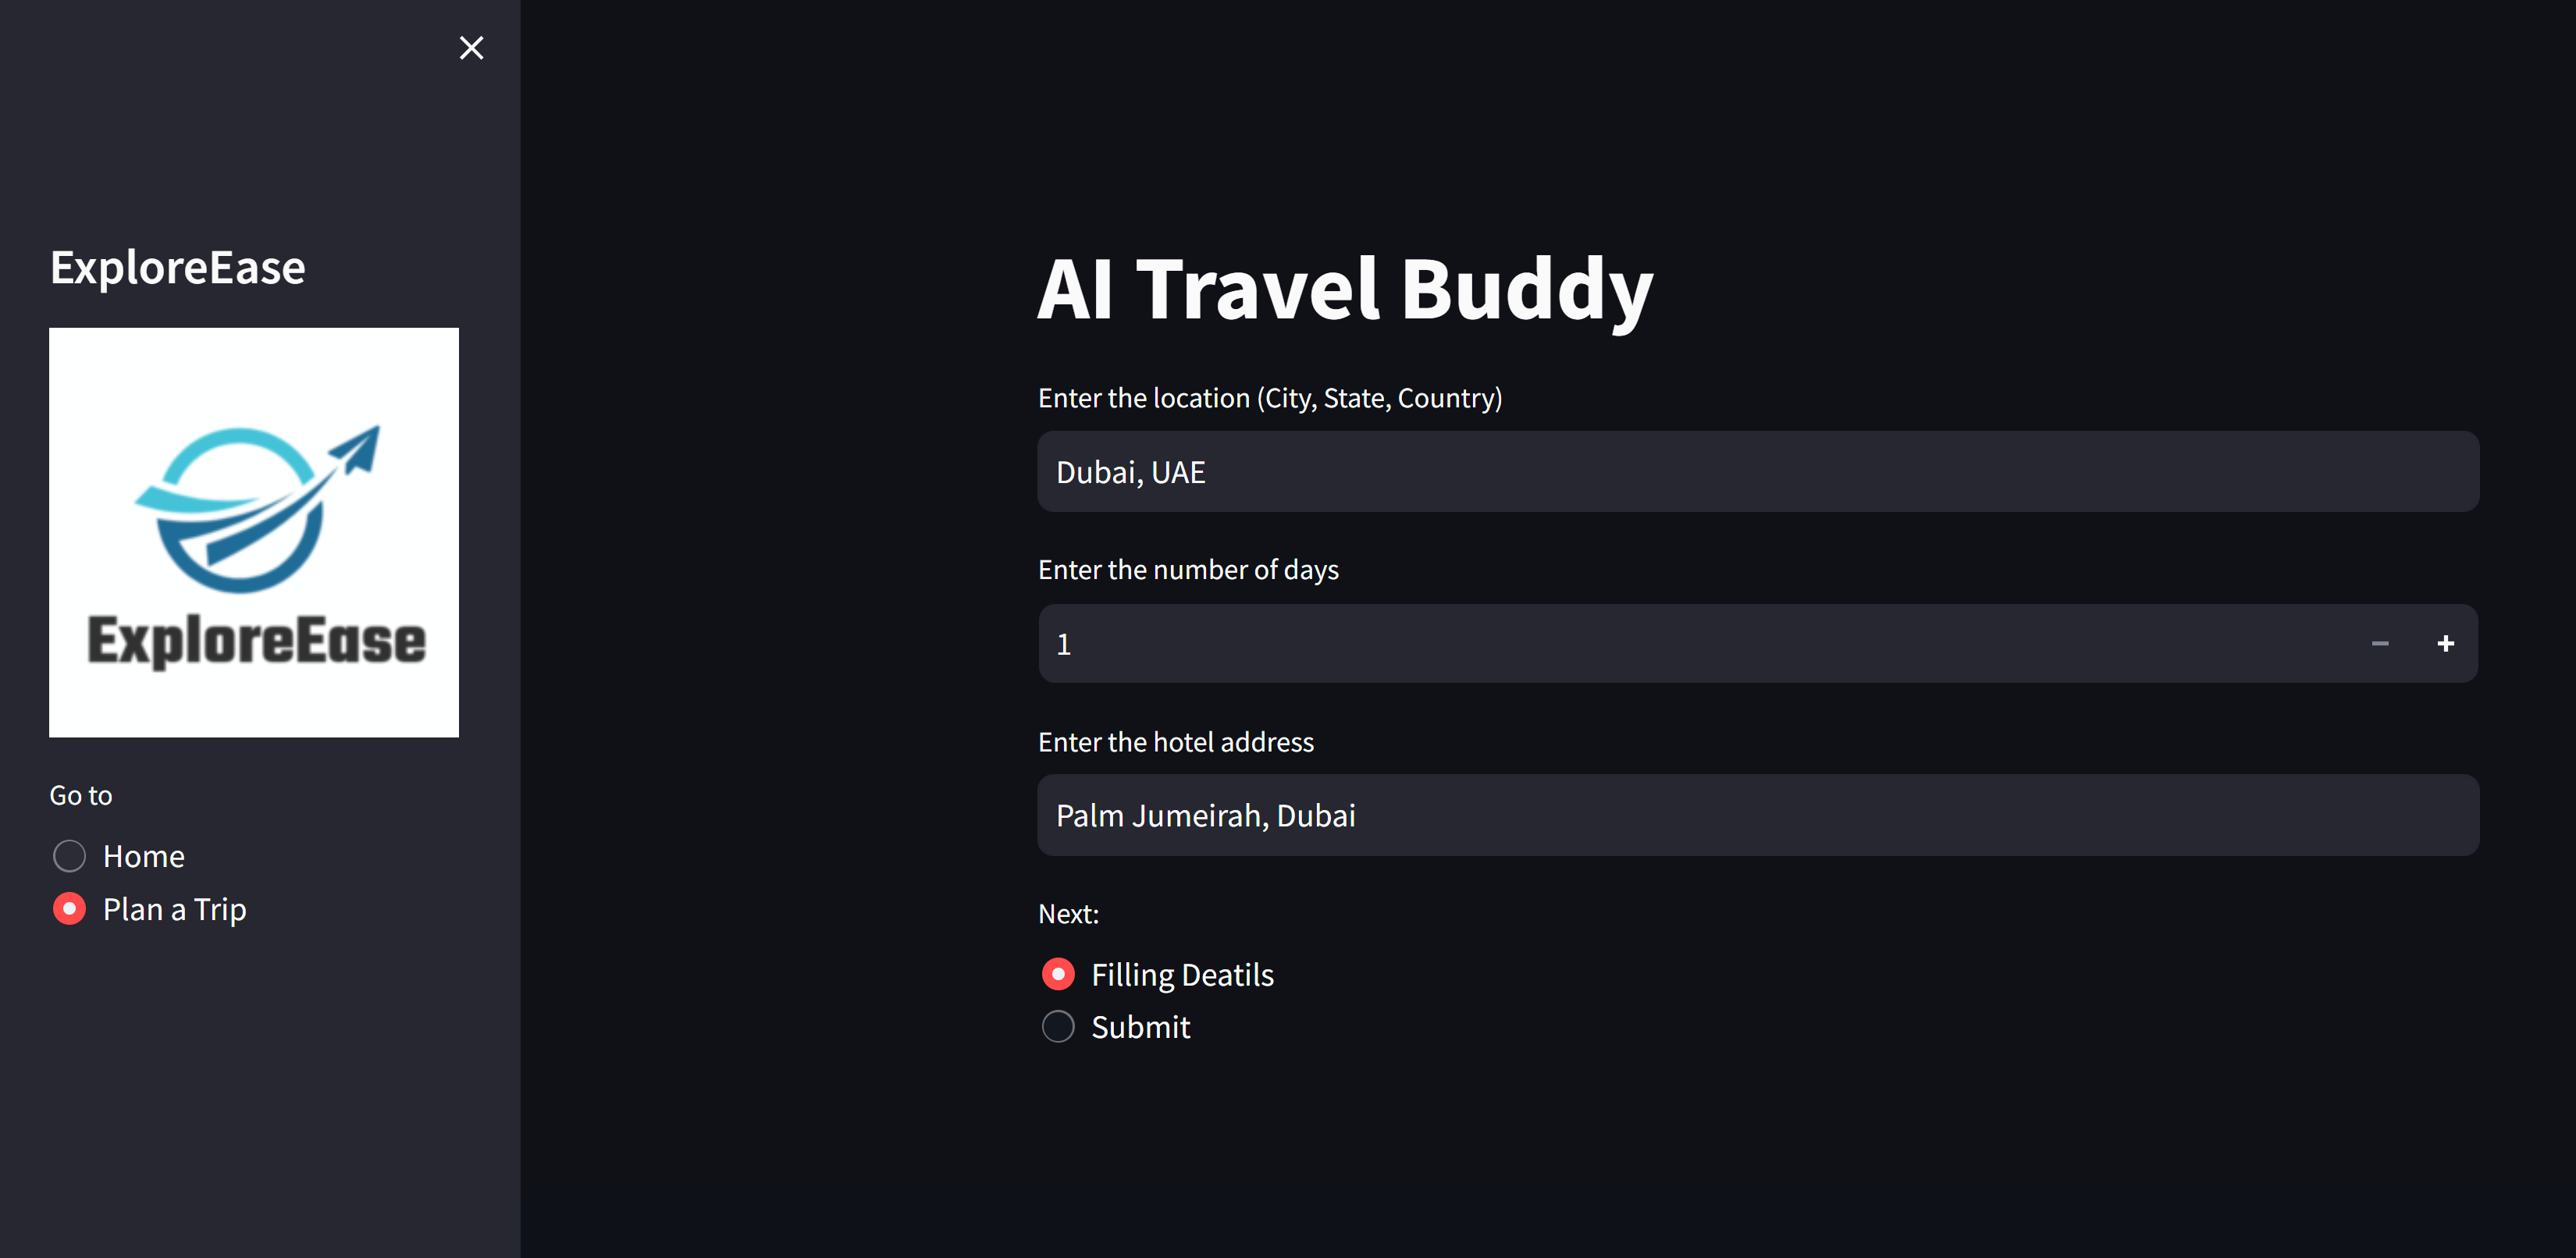 ExploreEase
ExploreEase
Go to
Home
Plan a Trip
AI Travel Buddy
Enter the location (City, State, Country)
Dubai, UAE
Enter the number of days
1
Enter the hotel address
Palm Jumeirah, Dubai
Next:
Filling Deatils
Submit